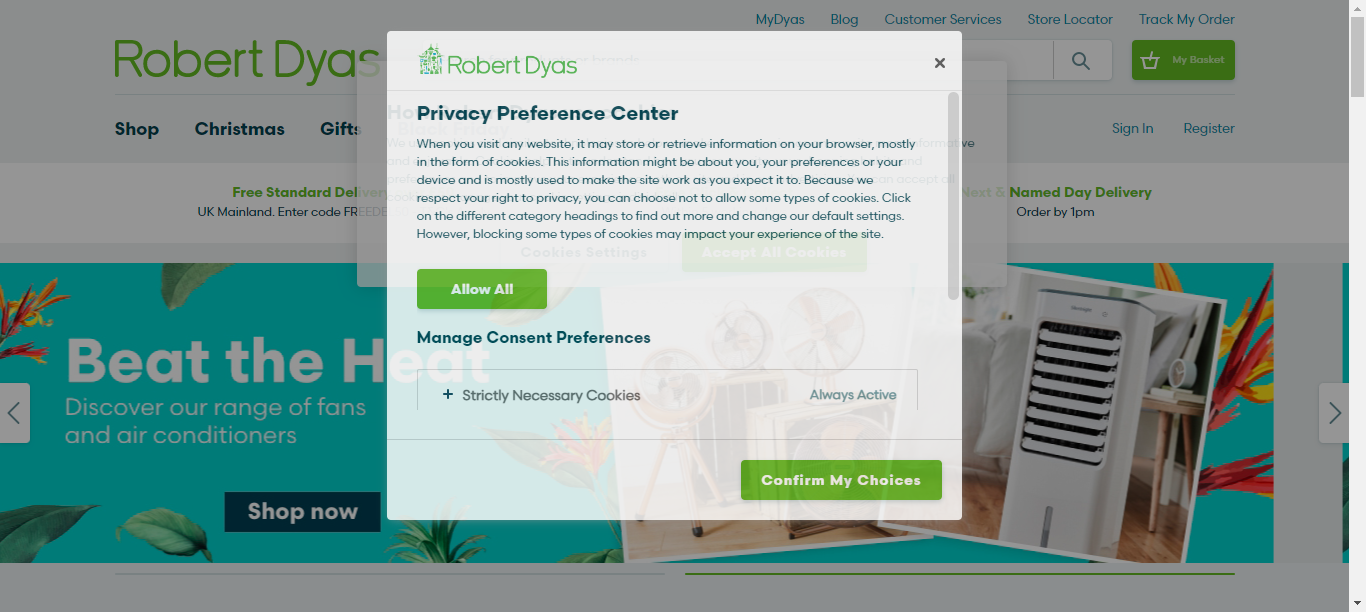 MyDyas Blog Customer Services Store Locator Track My Order
Robert Dyas
My Basket
Shop Christmas Gifts
Sign In Register
Free Standard Delivery
UK Mainland. Enter code FREEDE
Next & Named Day Delivery
Order by 1pm
Robert Dyas
Privacy Preference Center
When you visit any website, it may store or retrieve information on your browser, mostly
in the form of cookies. This information might be about you, your preferences or your
device and is mostly used to make the site work as you expect it to. Because we
respect your right to privacy, you can choose not to allow some types of cookies. Click
on the different category headings to find out more and change our default settings.
However, blocking some types of cookies may impact your experience of the site.
Cookies Settings Accept All Cookies
Allow All
Manage Consent Preferences
+ Strictly Necessary Cookies Always Active
Confirm My Choices
Beat the Heat
Discover our range of fans
and air conditioners
Shop now